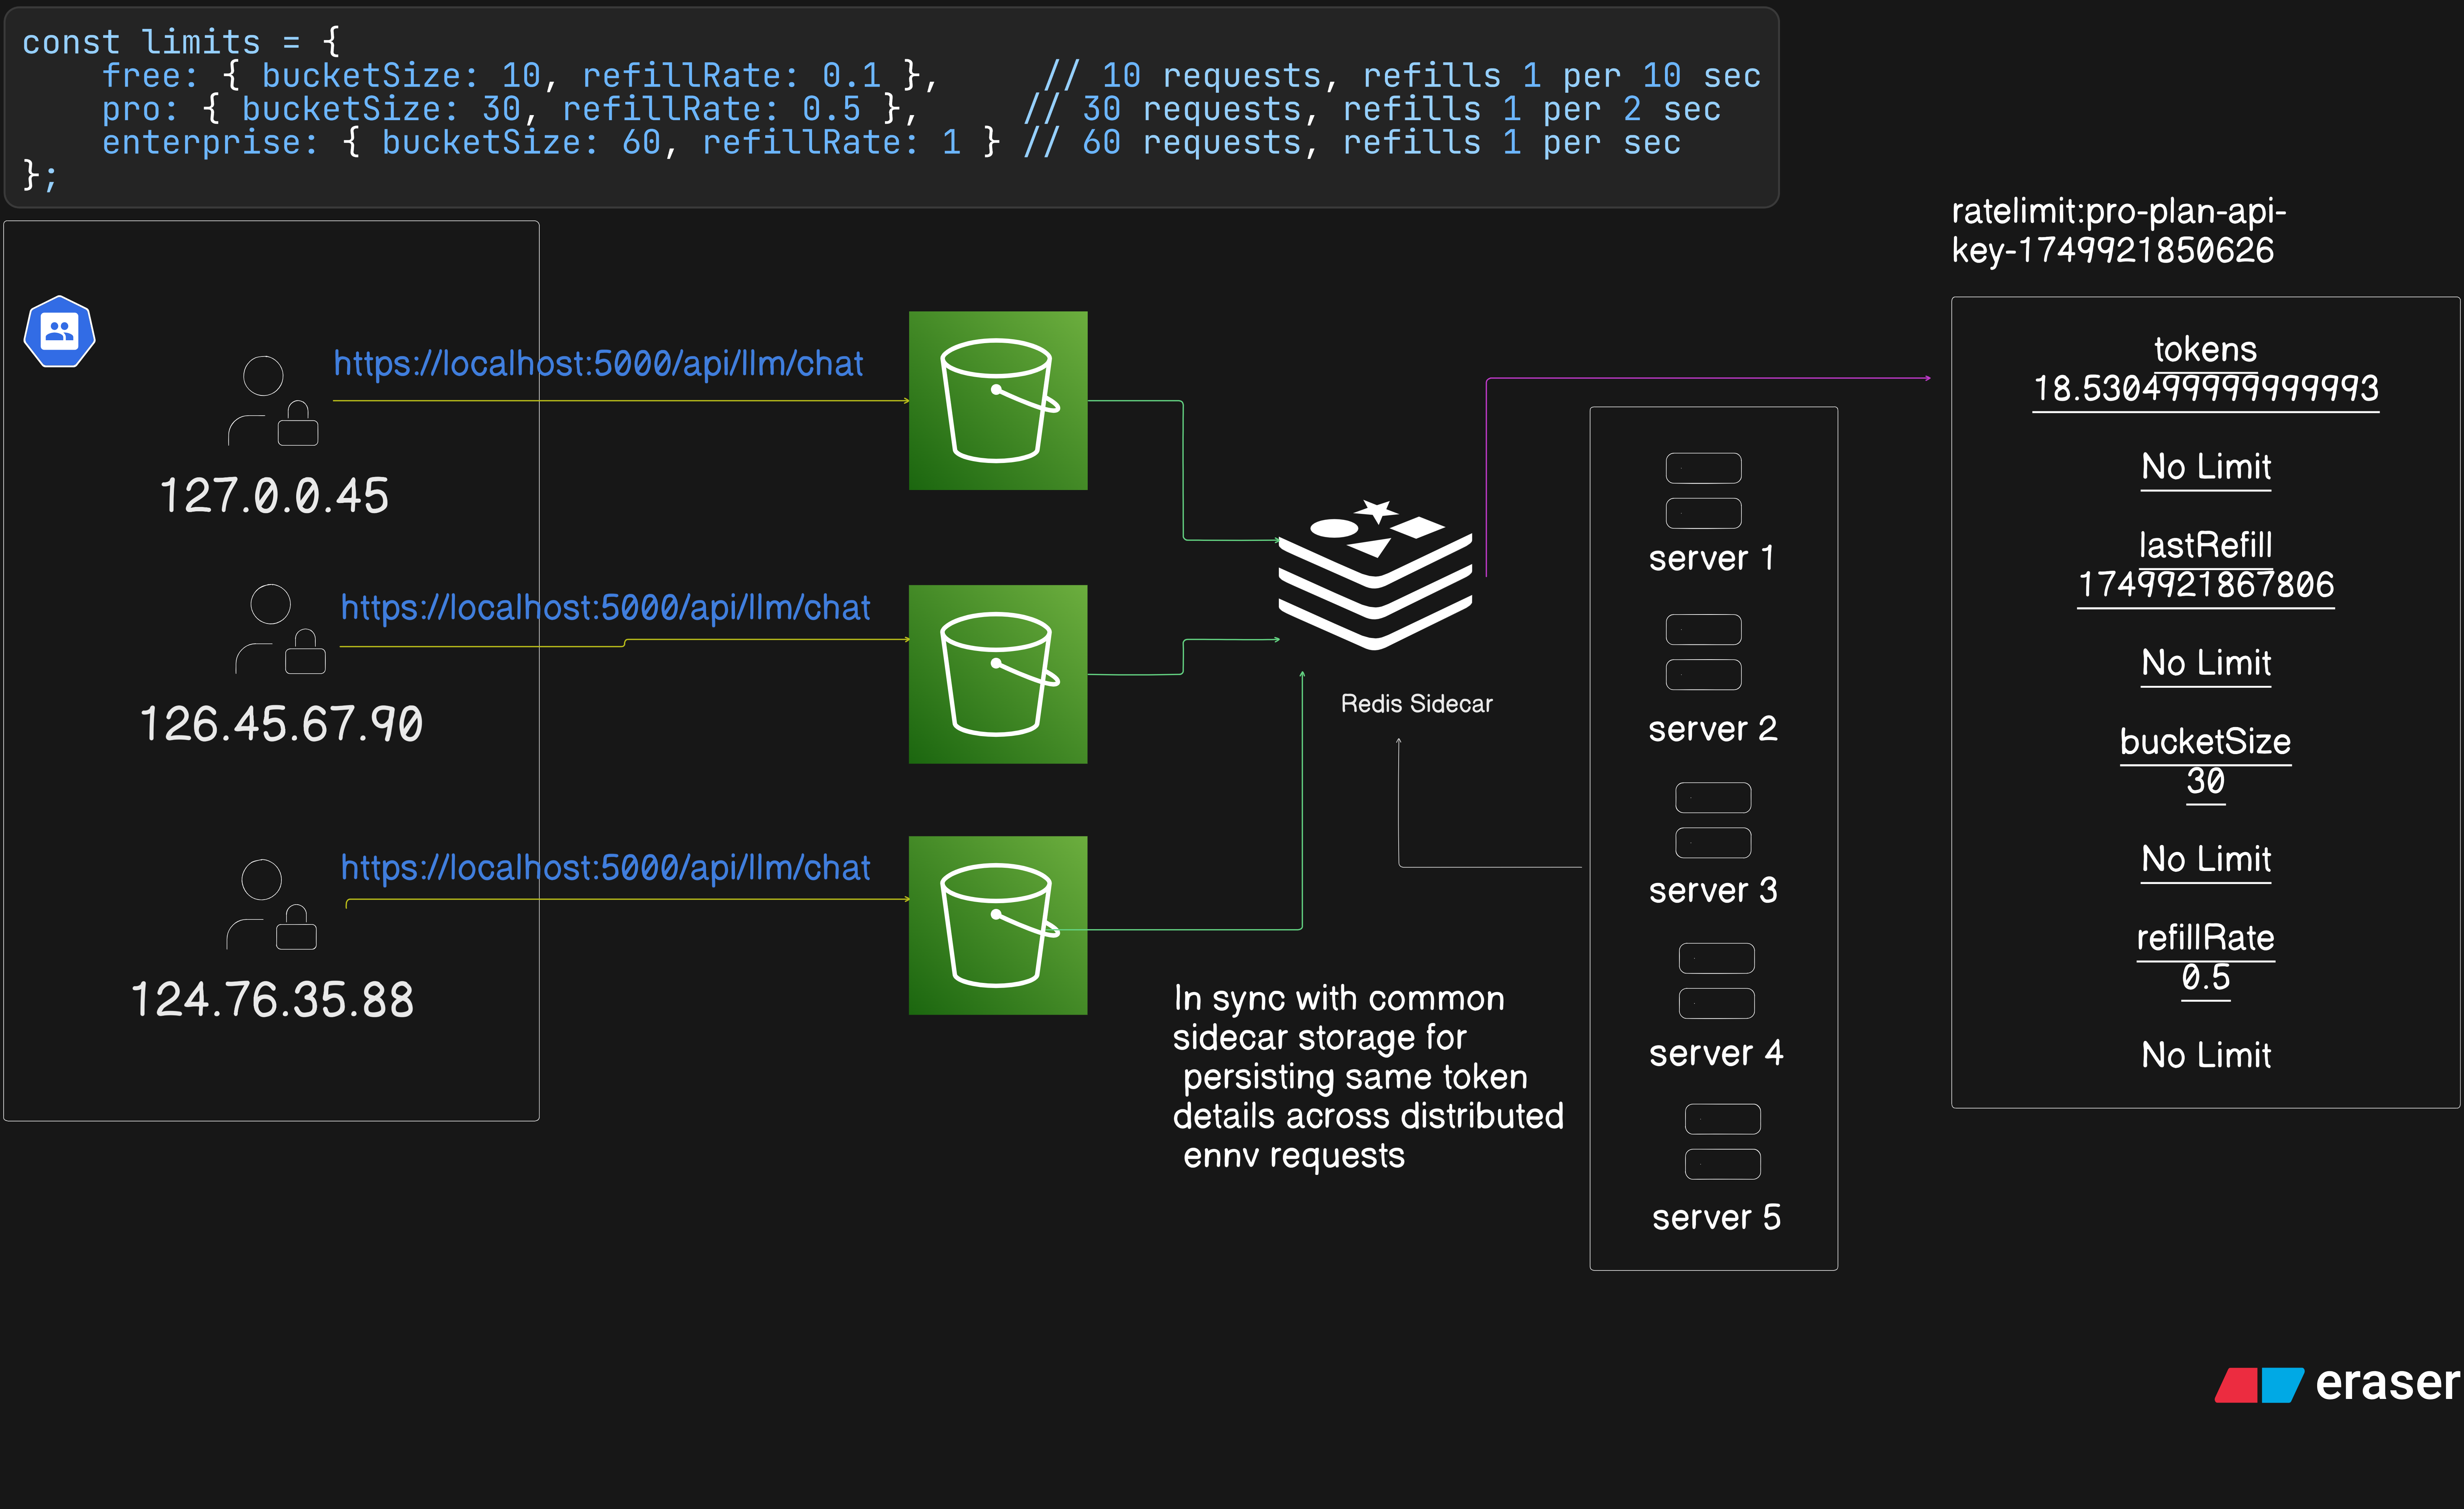 const limits = {
    free: { bucketSize: 10, refillRate: 0.1 },     // 10 requests, refills 1 per 10 sec
    pro: { bucketSize: 30, refillRate: 0.5 },     // 30 requests, refills 1 per 2 sec
    enterprise: { bucketSize: 60, refillRate: 1 } // 60 requests, refills 1 per sec
};
ratelimit:pro-plan-api-
key-1749921850626
https://localhost:5000/api/llm/chat
127.0.0.45
https://localhost:5000/api/llm/chat
126.45.67.90
https://localhost:5000/api/llm/chat
124.76.35.88
Redis Sidecar
In sync with common
sidecar storage for
persisting same token
details across distributed
ennv requests
server 1
server 2
server 3
server 4
server 5
tokens
18.530499999999993
No Limit
lastRefill
1749921867806
No Limit
bucketSize
30
No Limit
refillRate
0.5
No Limit
eraser